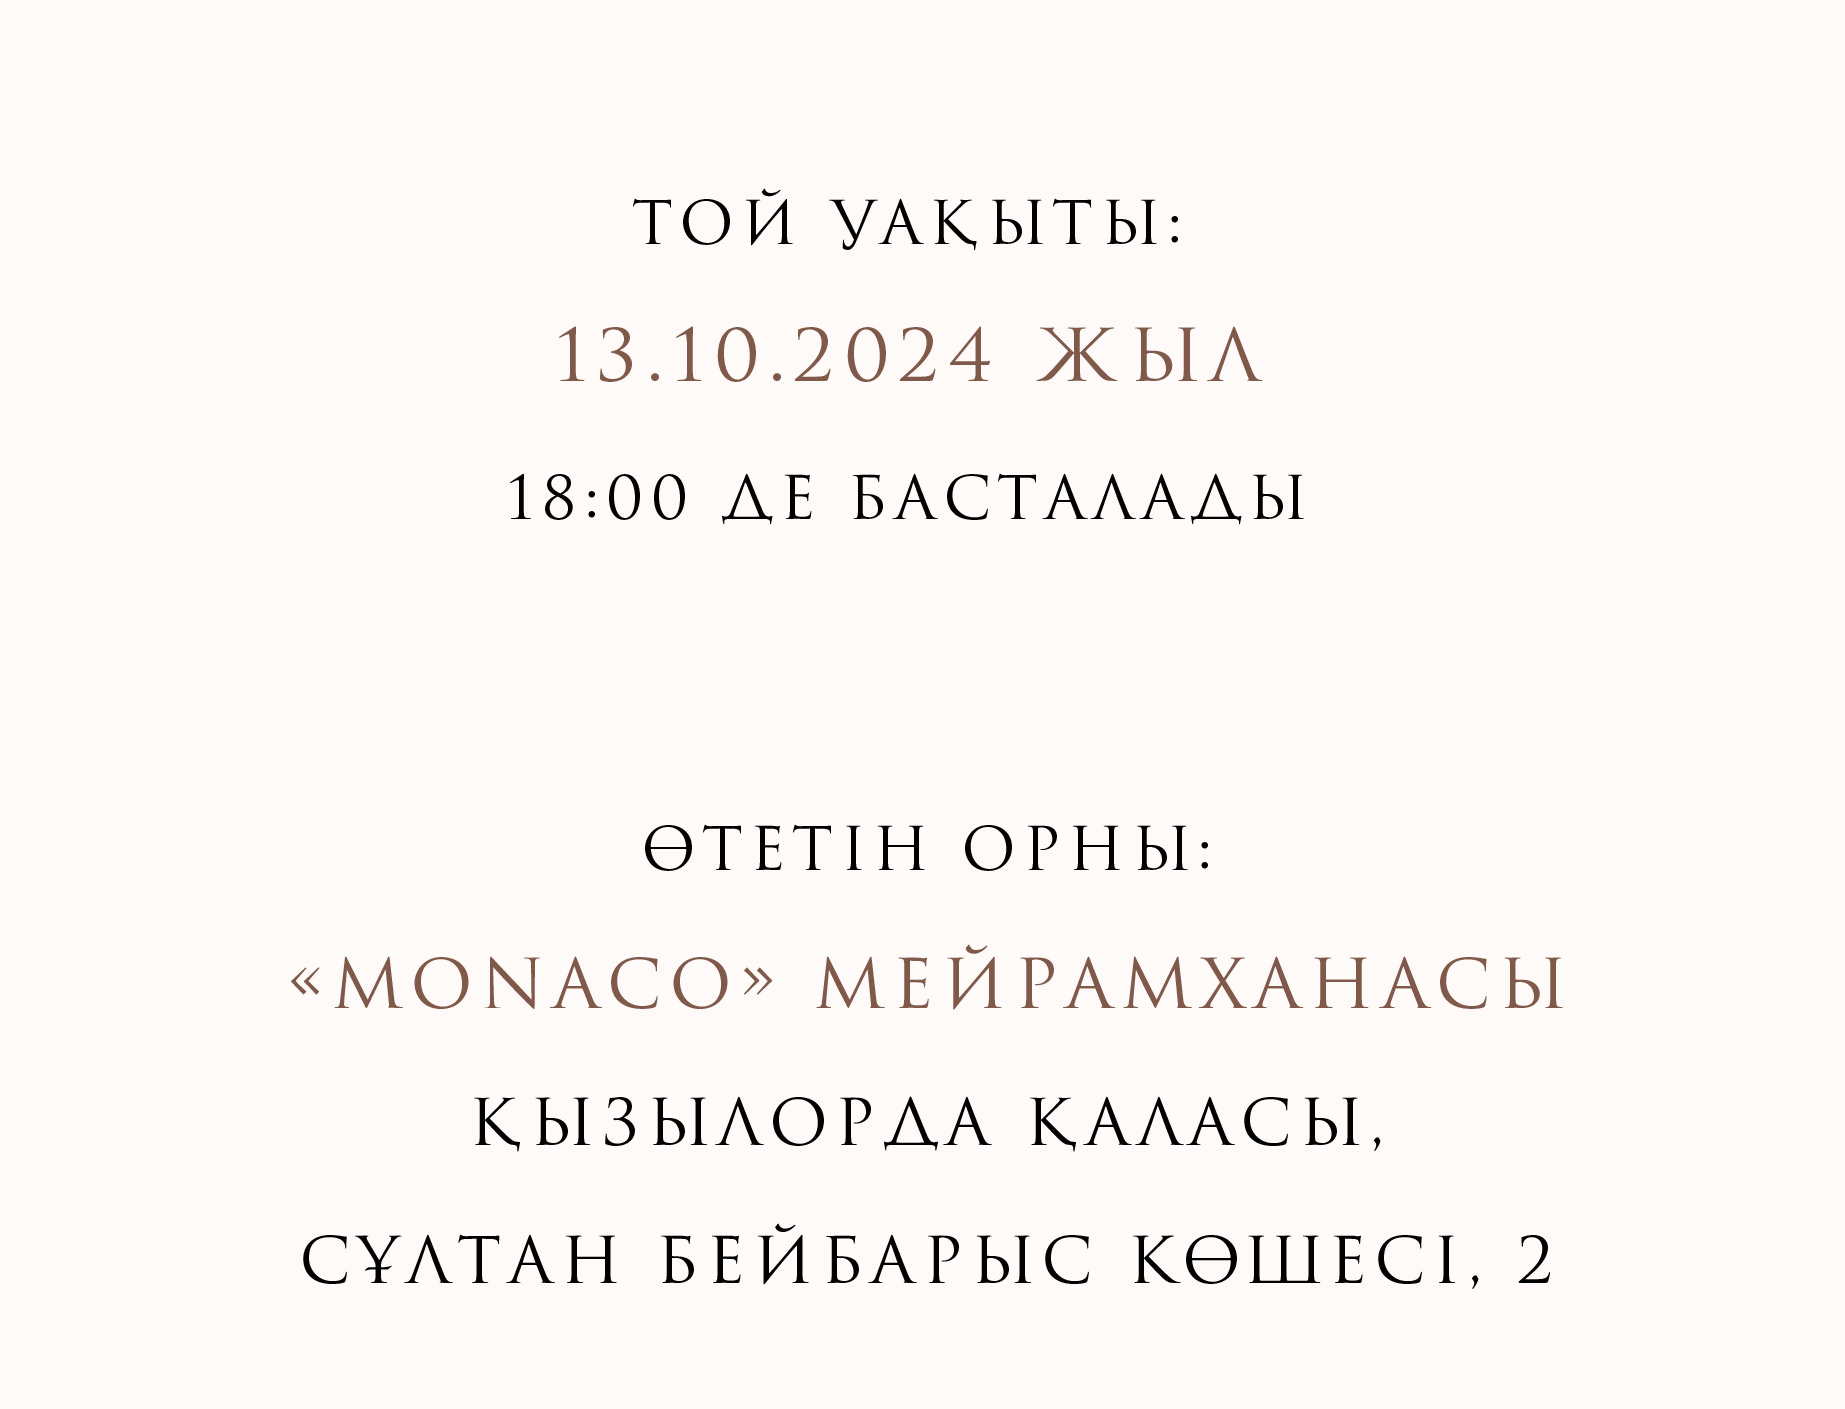 ТОЙ УАҚЫТЫ:
13.10.2024 ЖЫЛ
18:00 ДЕ БАСТАЛАДЫ
ӨТЕТІН ОРНЫ:
«MONACO» МЕЙРАМХАНАСЫ
ҚЫЗЫЛОРДА ҚАЛАСЫ,
СҰЛТАН БЕЙБАРЫС КӨШЕСІ, 2